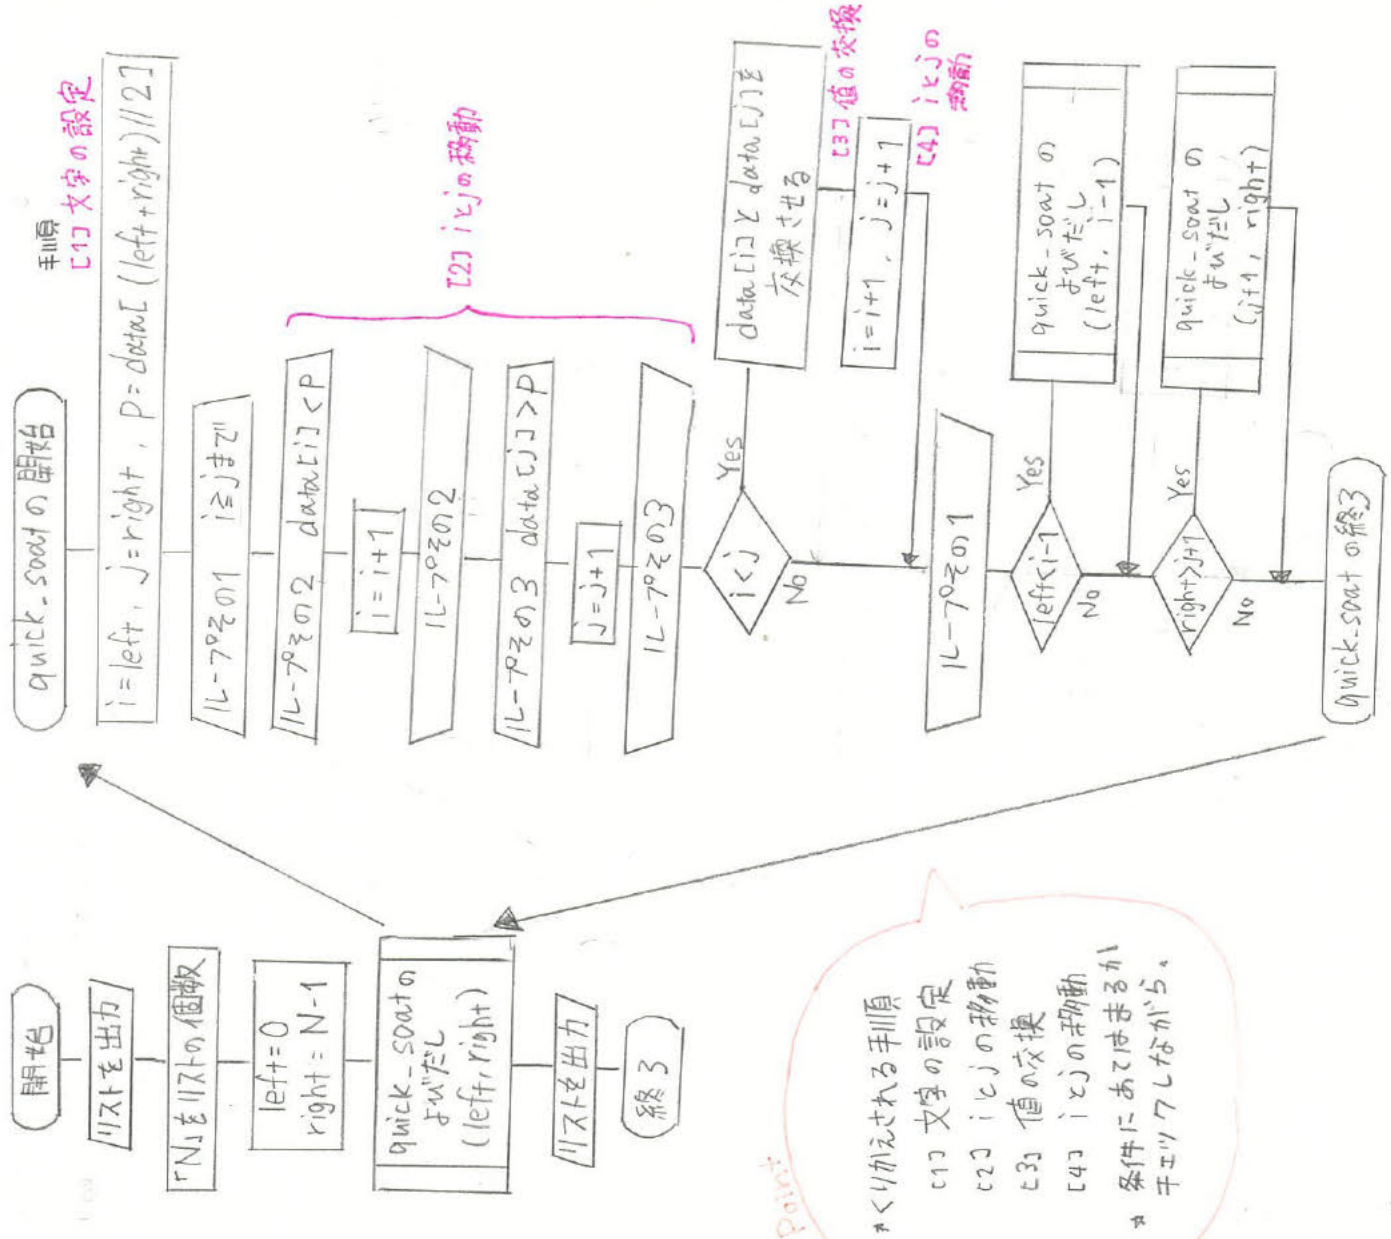 開始
リストを出力
「N」をリストの個数
left=0
right=N-1
quick_soatの
よびだし
(left, right)
リストを出力
終了
point
*くりかえされる手順
[1] 文字の設定
[2] iとjの移動
[3] 値の交換
[4] iとjの移動
* 条件にあてはまるか
チェックしながら。
quick_soatの開始
手順
[1] 文字の設定
i=left, j=right, P=data[(left+right)//2]
ループその1 i≧jまで
ループその2 data[i]<P
i=i+1
ループその2
[2] iとjの移動
ループその3 data[j]>P
j=j+1
ループその3
i<j
Yes
No
data[i]とdata[j]を
交換させる
[3] 値の交換
i=i+1, j=j+1
[4] iとjの
移動
ループその1
left<i-1
Yes
No
quick_soatの
よびだし
(left, i-1)
right>j+1
Yes
No
quick_soatの
よびだし
(j+1, right)
quick_soatの終了